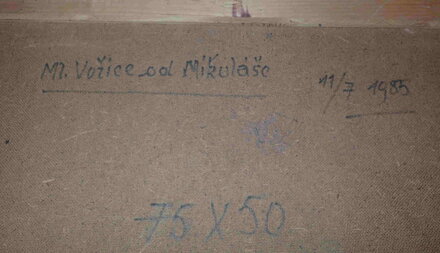 Ml. Vožice od Mikuláše
11/7 1985
75 X 50